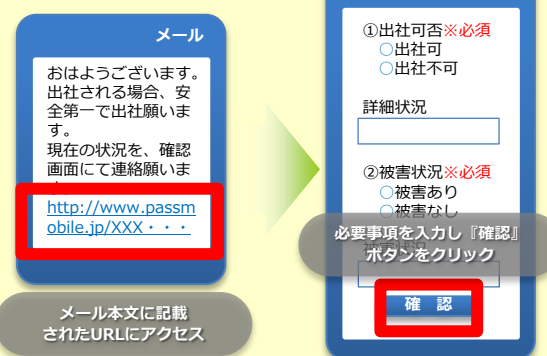 メール
おはようございます。
出社される場合、安
全第一で出社願いま
す。
現在の状況を、確認
画面にて連絡願いま
http://www.passm
obile.jp/XXX・・・
メール本文に記載
されたURLにアクセス
①出社可否※必須
○出社可
○出社不可
詳細状況
②被害状況※必須
○被害あり
○被害なし
必要事項を入力し『確認』
ボタンをクリック
確 認